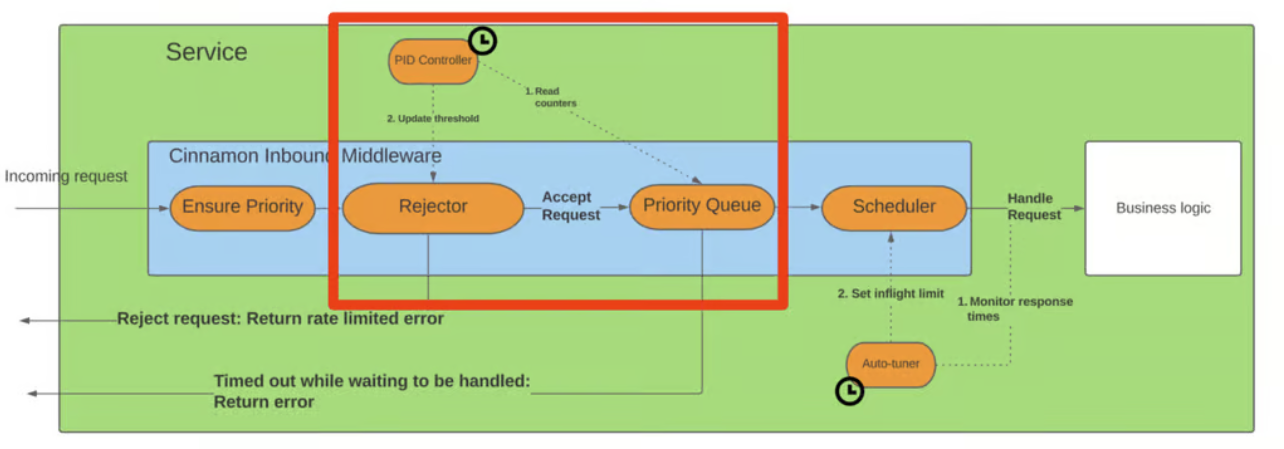 Service
PID Controller
1. Read
counters
2. Update threshold
Cinnamon Inbound Middleware
Incoming request
Ensure Priority
Rejector
Accept
Request
Priority Queue
Scheduler
Handle
Request
Business logic
2. Set inflight limit
1. Monitor response
times
Reject request: Return rate limited error
Auto-tuner
Timed out while waiting to be handled:
Return error